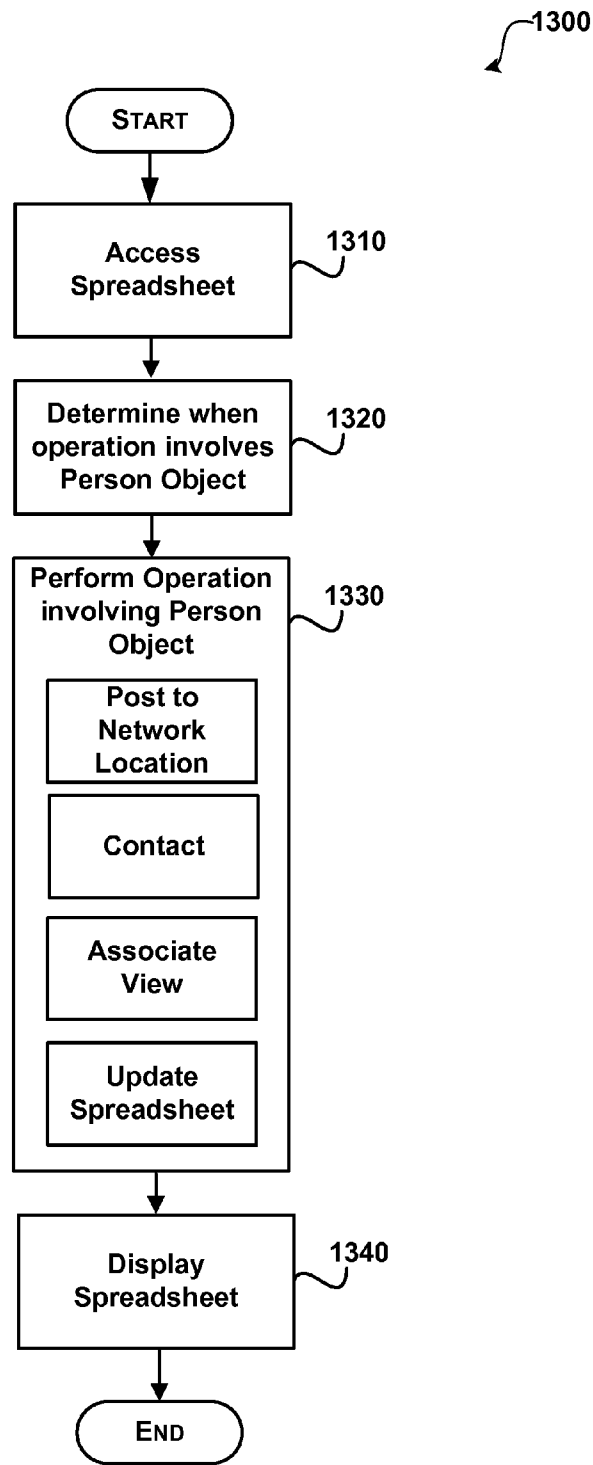 1300
START
Access
Spreadsheet
1310
Determine when
operation involves
Person Object
1320
Perform Operation
involving Person
Object
1330
Post to
Network
Location
Contact
Associate
View
Update
Spreadsheet
Display
Spreadsheet
1340
END